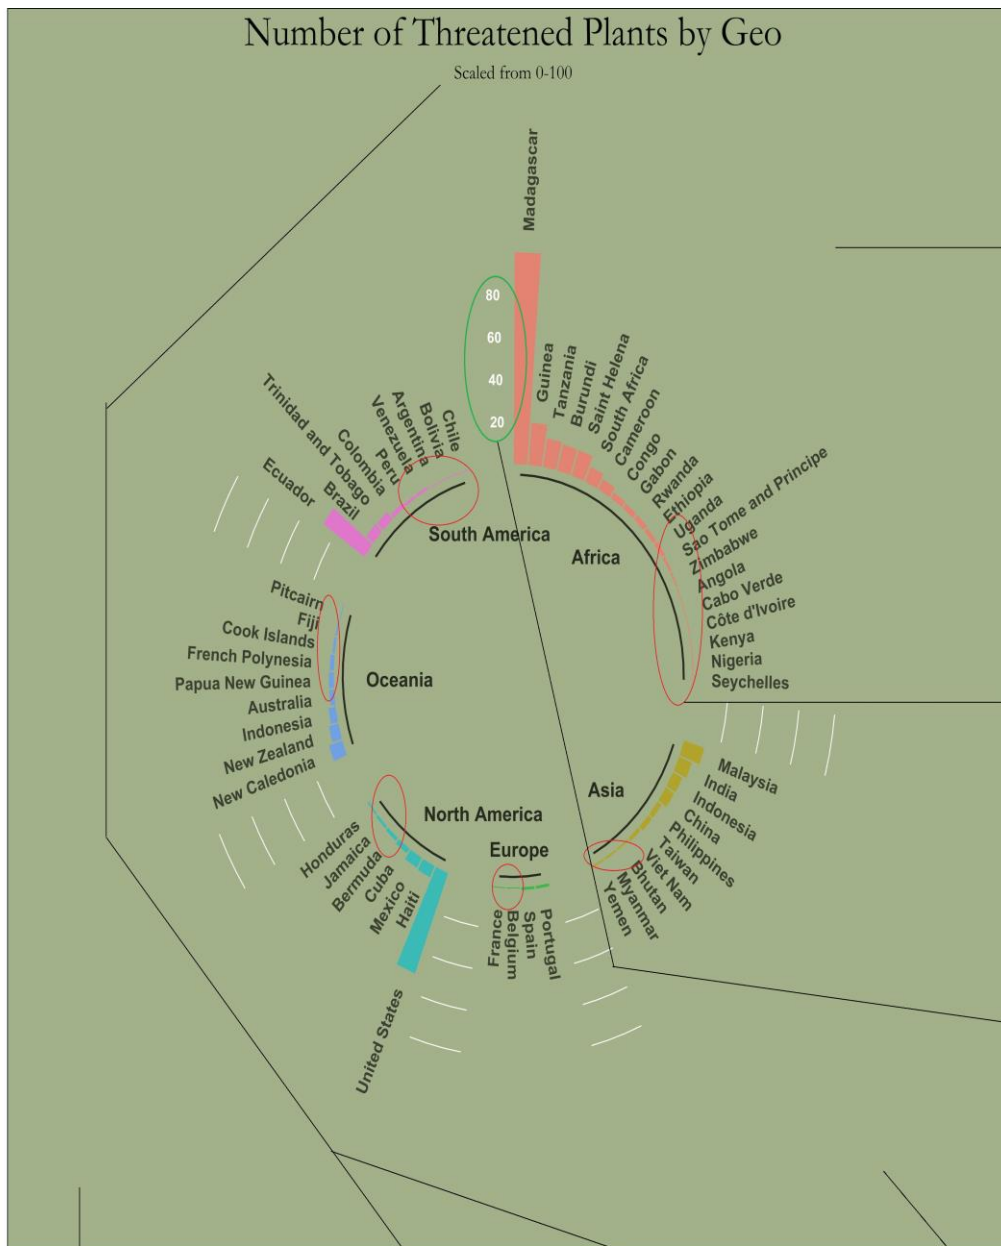 Number of Threatened Plants by Geo
Scaled from 0-100
80
60
40
20
Madagascar
Guinea
Tanzania
Burundi
Saint Helena
South Africa
Cameroon
Congo
Gabon
Rwanda
Ethiopia
Uganda
Sao Tome and Principe
Zimbabwe
Angola
Cabo Verde
Côte d'Ivoire
Kenya
Nigeria
Seychelles
Africa
Malaysia
India
Indonesia
China
Philippines
Taiwan
Viet Nam
Bhutan
Myanmar
Yemen
Asia
Portugal
Spain
Belgium
France
Europe
United States
Haiti
Mexico
Cuba
Bermuda
Jamaica
Honduras
North America
New Caledonia
New Zealand
Indonesia
Australia
Papua New Guinea
French Polynesia
Cook Islands
Fiji
Pitcairn
Oceania
Ecuador
Brazil
Trinidad and Tobago
Colombia
Peru
Venezuela
Argentina
Bolivia
Chile
South America